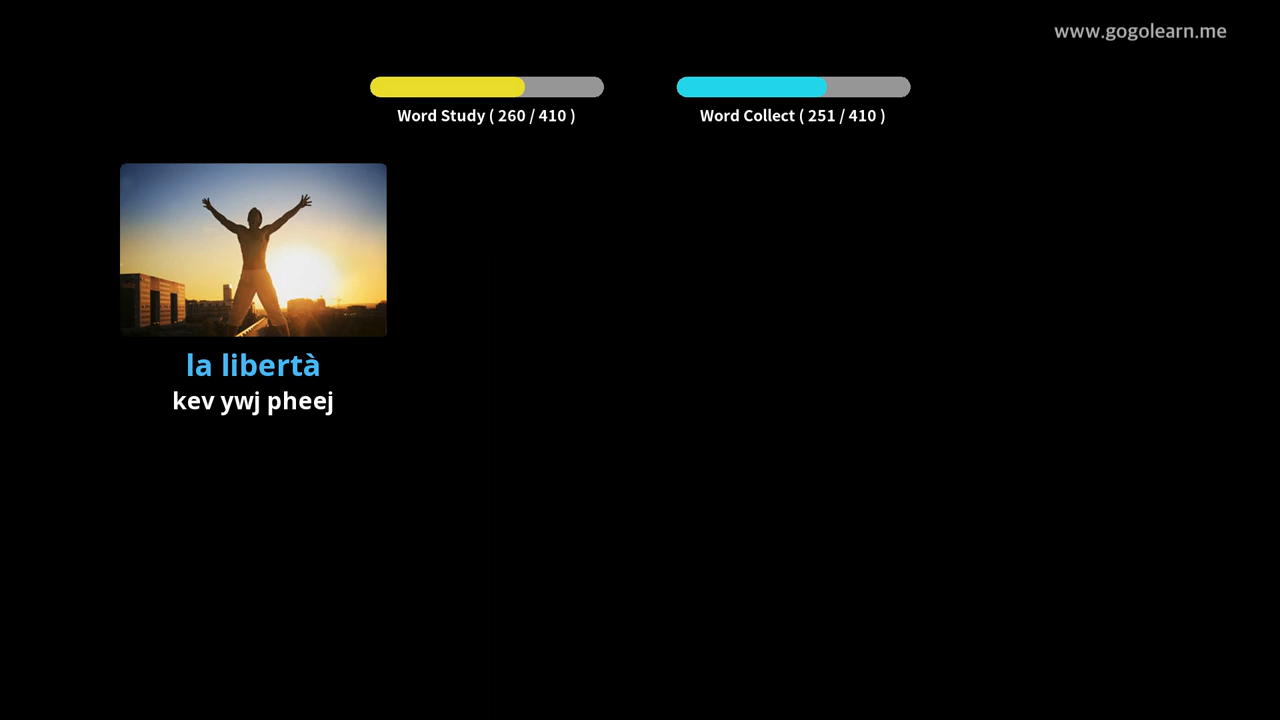 www.gogolearn.me
Word Study ( 260 / 410 )
Word Collect ( 251 / 410 )
la libertà
kev ywj pheej